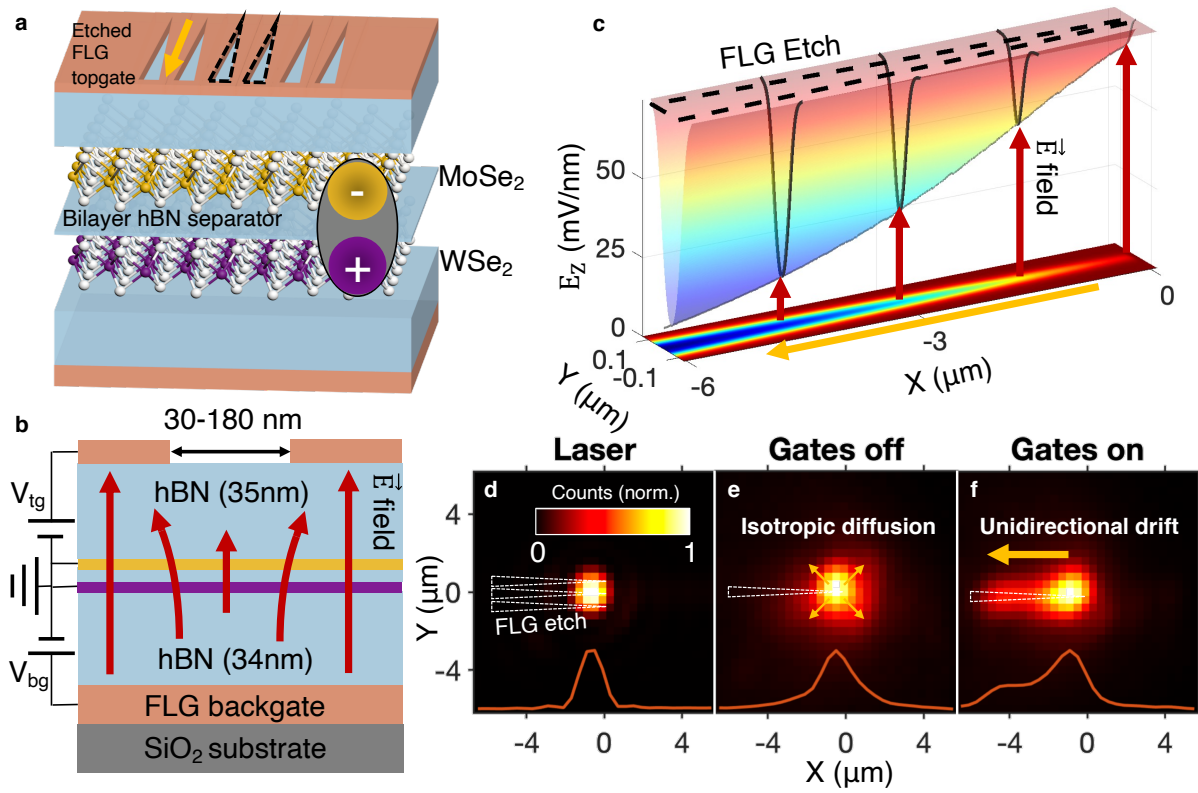 a
Etched
FLG
topgate
MoSe₂
Bilayer hBN separator
WSe₂
-
+
b
30-180 nm
V_tg
hBN (35nm)
E⃗ field
hBN (34nm)
V_bg
FLG backgate
SiO₂ substrate
c
FLG Etch
E_Z (mV/nm)
50
25
0
E⃗ field
0.1
-0.1
Y (μm)
-6
-3
0
X (μm)
Laser
Gates off
Gates on
d
Counts (norm.)
0
1
FLG etch
e
Isotropic diffusion
f
Unidirectional drift
4
0
-4
Y (μm)
-4
0
4
-4
0
4
-4
0
4
X (μm)